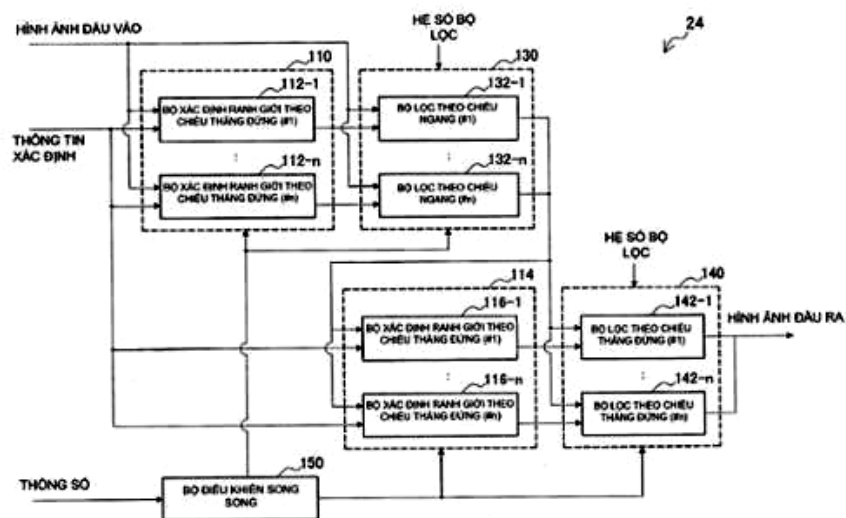 HỆ SỐ BỘ
LỌC
24
HÌNH ẢNH ĐẦU VÀO
110
130
112-1
132-1
BỘ XÁC ĐỊNH RANH GIỚI THEO
CHIỀU THẲNG ĐỨNG (#1)
BỘ LỌC THEO CHIỀU
NGANG (#1)
THÔNG TIN
XÁC ĐỊNH
112-n
132-n
BỘ XÁC ĐỊNH RANH GIỚI THEO
CHIỀU THẲNG ĐỨNG (#n)
BỘ LỌC THEO CHIỀU
NGANG (#n)
HỆ SỐ BỘ
LỌC
114
140
116-1
142-1
BỘ XÁC ĐỊNH RANH GIỚI THEO
CHIỀU THẲNG ĐỨNG (#1)
BỘ LỌC THEO CHIỀU
THẲNG ĐỨNG (#1)
HÌNH ẢNH ĐẦU RA
116-n
142-n
BỘ XÁC ĐỊNH RANH GIỚI THEO
CHIỀU THẲNG ĐỨNG (#n)
BỘ LỌC THEO CHIỀU
THẲNG ĐỨNG (#n)
150
THÔNG SỐ
BỘ ĐIỀU KHIỂN SONG
SONG